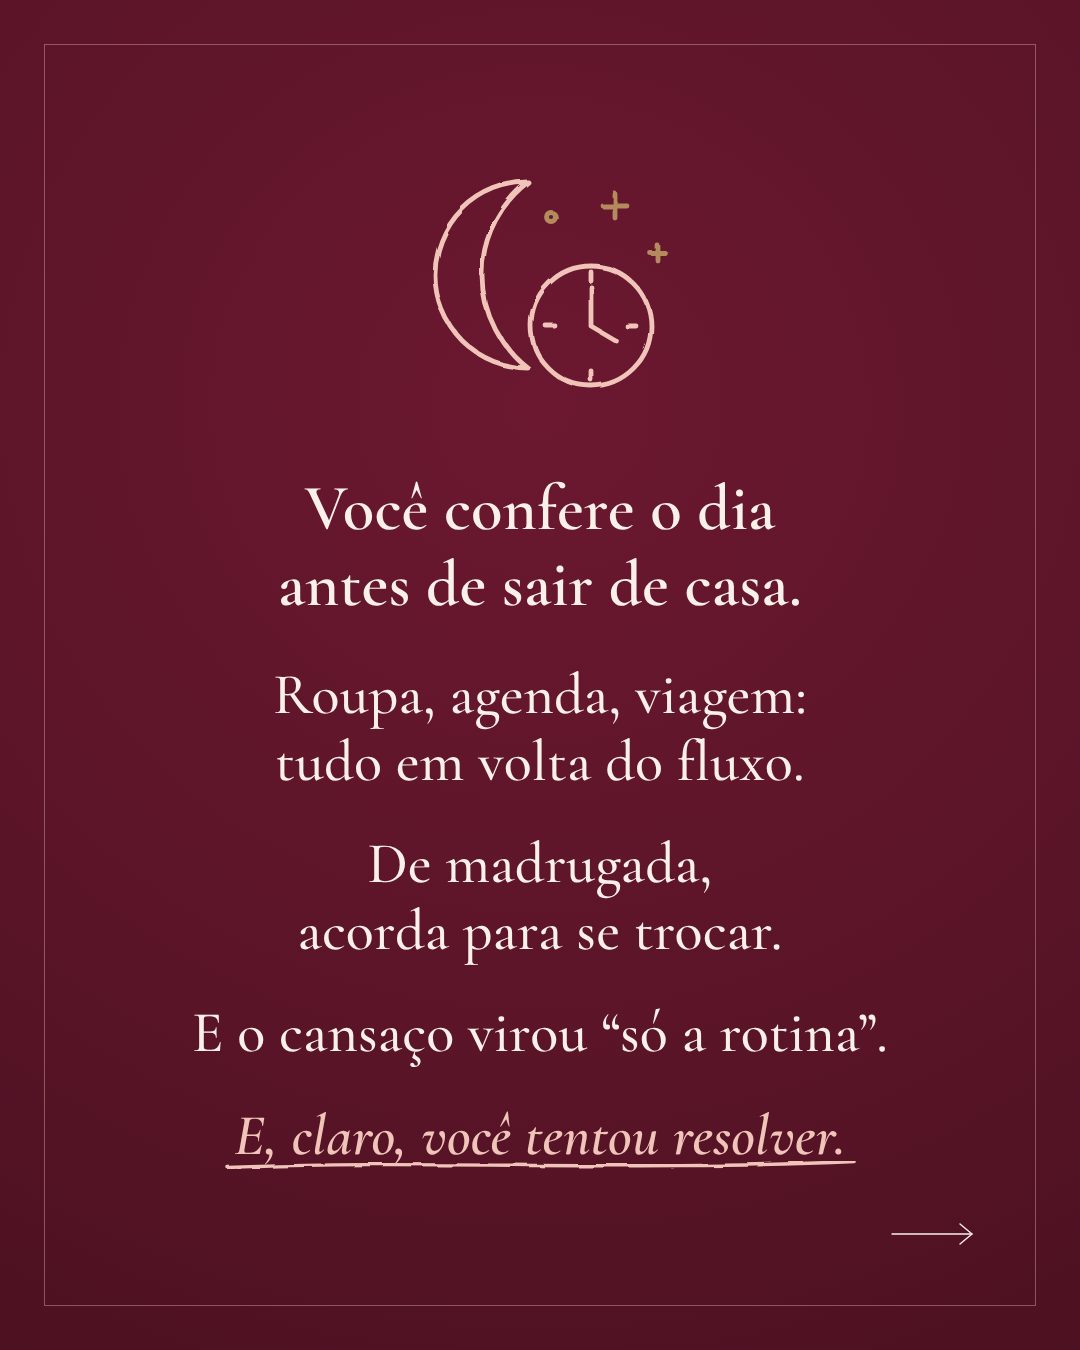 Você confere o dia
antes de sair de casa.
Roupa, agenda, viagem:
tudo em volta do fluxo.
De madrugada,
acorda para se trocar.
E o cansaço virou “só a rotina”.
E, claro, você tentou resolver.